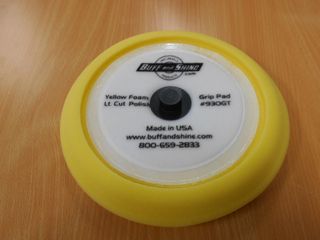 BUFF AND SHINE
.com
Yellow Foam
Lt Cut Polish
Grip Pad
#930GT
Made in USA
www.buffandshine.com
800-659-2833